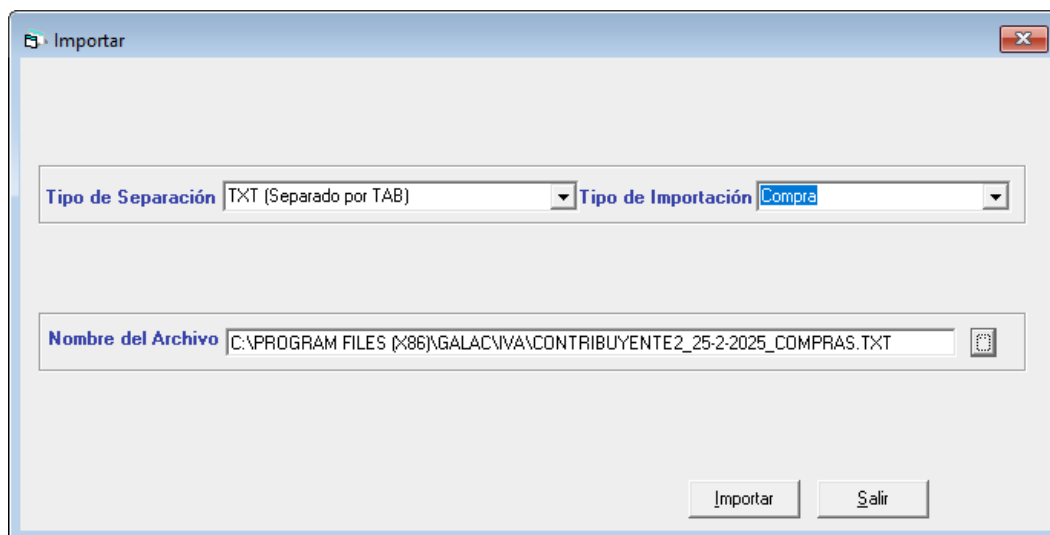 Importar
Tipo de Separación TXT (Separado por TAB) Tipo de Importación Compra
Nombre del Archivo C:\PROGRAM FILES (X86)\GALAC\IVA\CONTRIBUYENTE2_25-2-2025_COMPRAS.TXT
Importar Salir